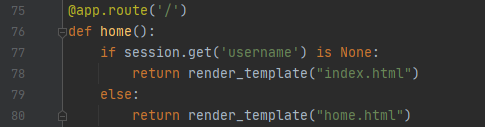 75 @app.route('/')
76 def home():
77     if session.get('username') is None:
78         return render_template("index.html")
79     else:
80         return render_template("home.html")